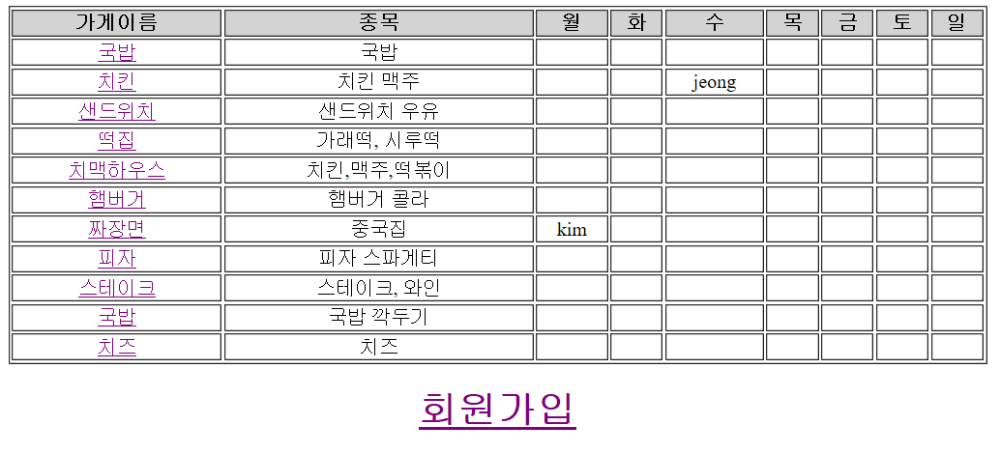 가게이름 종목 월 화 수 목 금 토 일
국밥 국밥
치킨 치킨 맥주 jeong
샌드위치 샌드위치 우유
떡집 가래떡, 시루떡
치맥하우스 치킨,맥주,떡볶이
햄버거 햄버거 콜라
짜장면 중국집 kim
피자 피자 스파게티
스테이크 스테이크, 와인
국밥 국밥 깍두기
치즈 치즈
회원가입